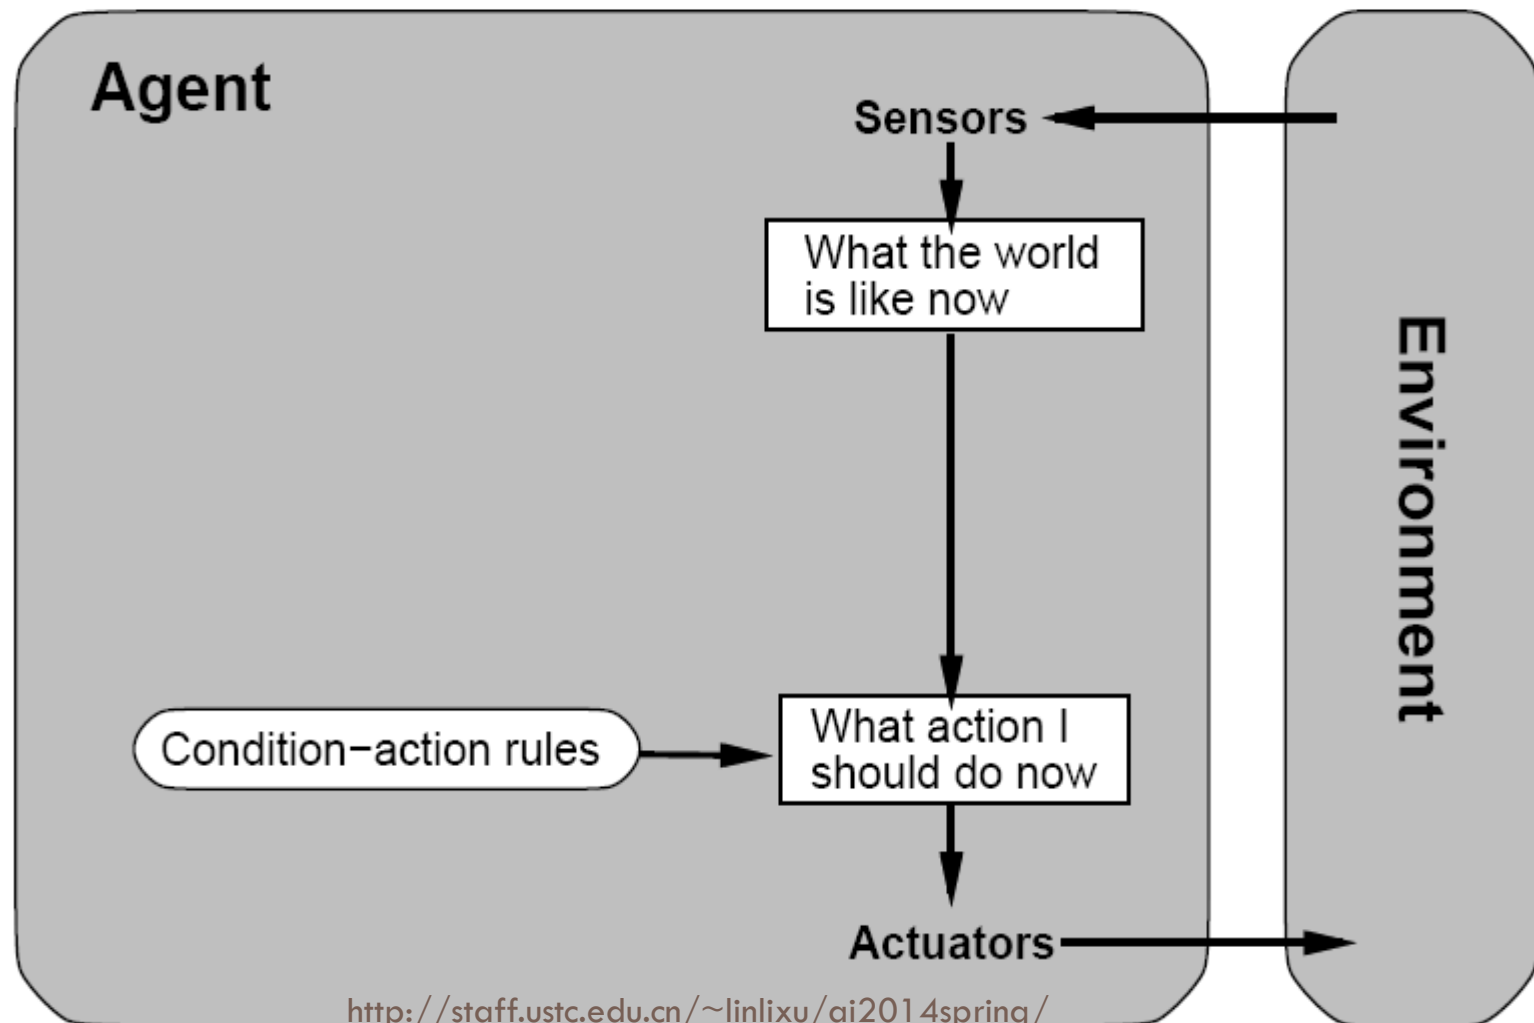 Agent
Sensors
What the world
is like now
Environment
Condition−action rules
What action I
should do now
Actuators
http://staff.ustc.edu.cn/~linlixu/ai2014spring/